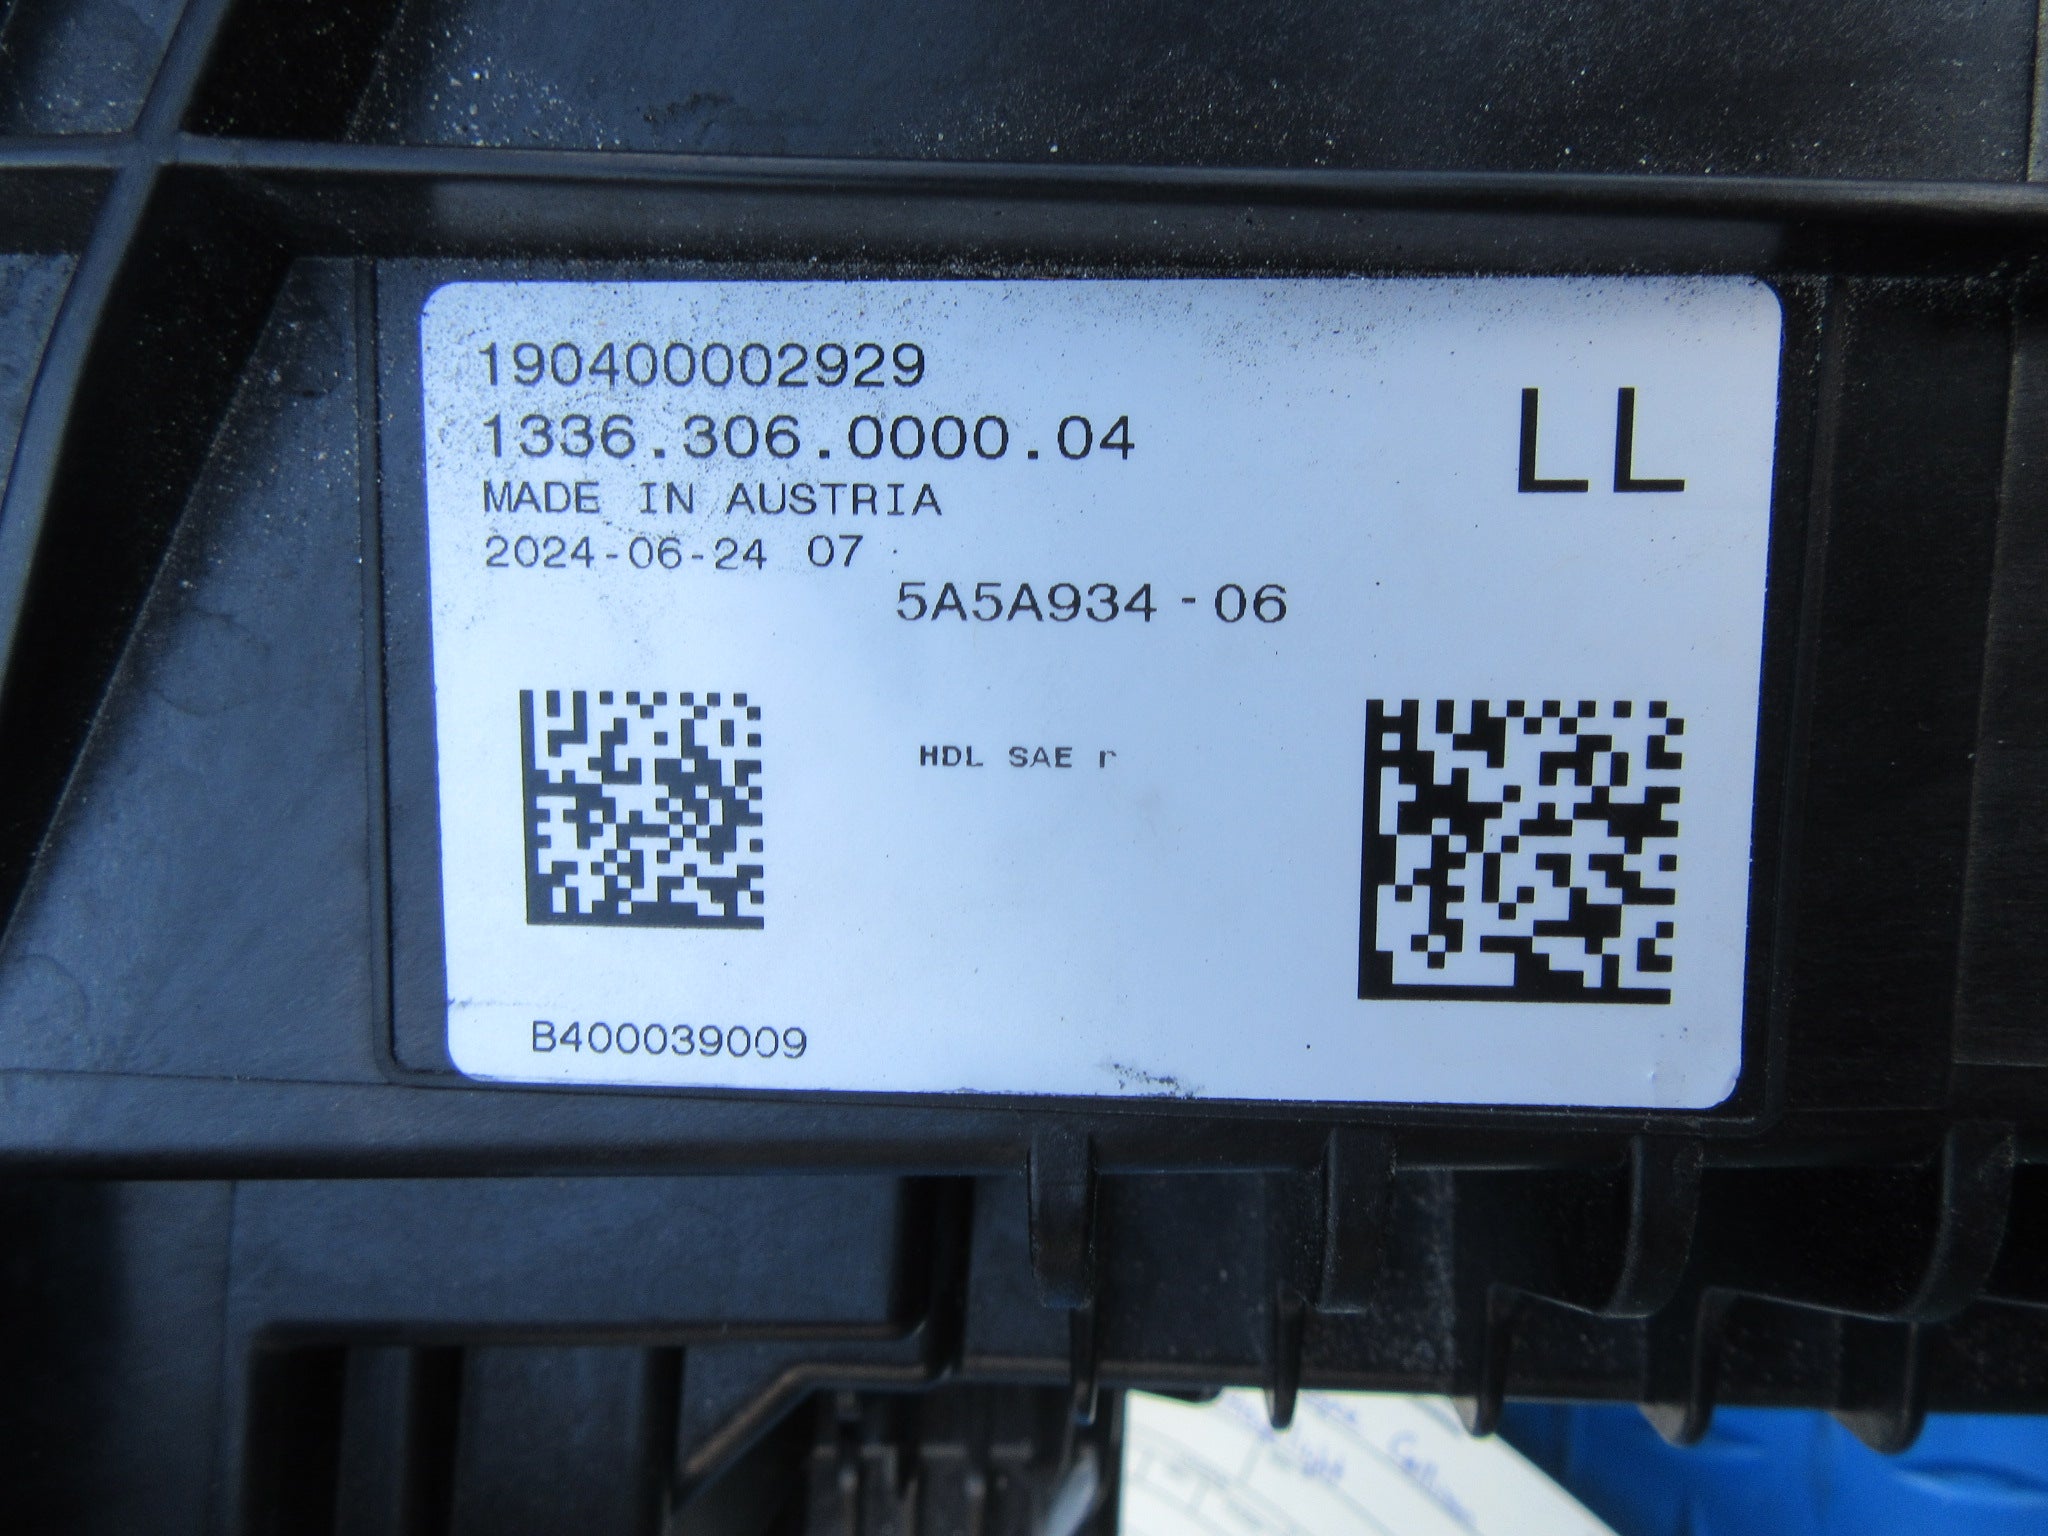 190400002929
1336.306.0000.04
LL
MADE IN AUSTRIA
2024-06-24 07
5A5A934-06
HDL SAE r
B400039009